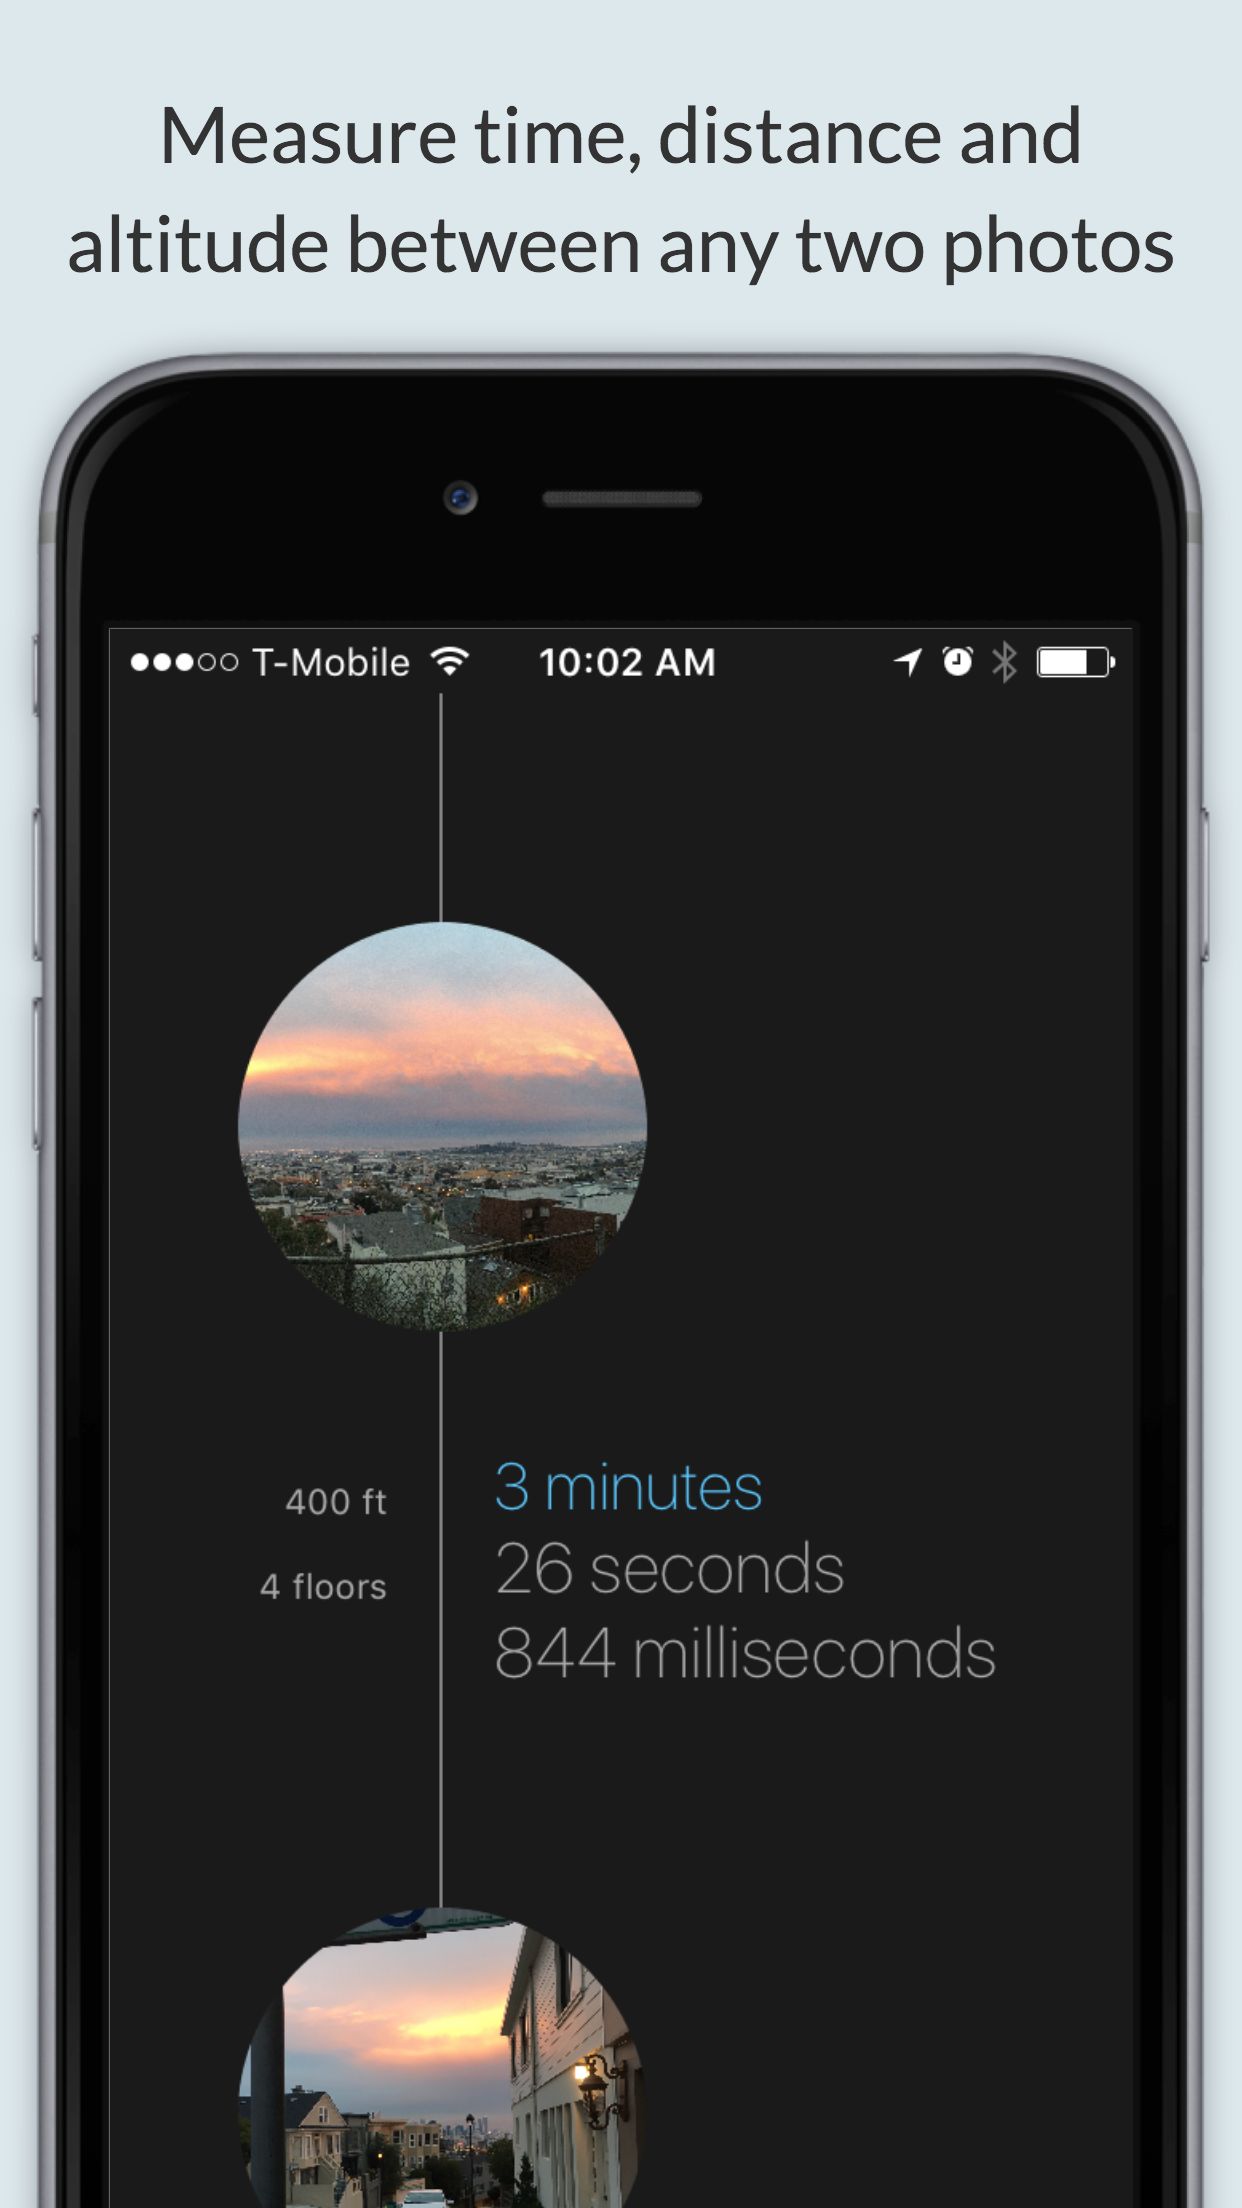 Measure time, distance and
altitude between any two photos
T-Mobile 10:02 AM
400 ft
4 floors
3 minutes
26 seconds
844 milliseconds